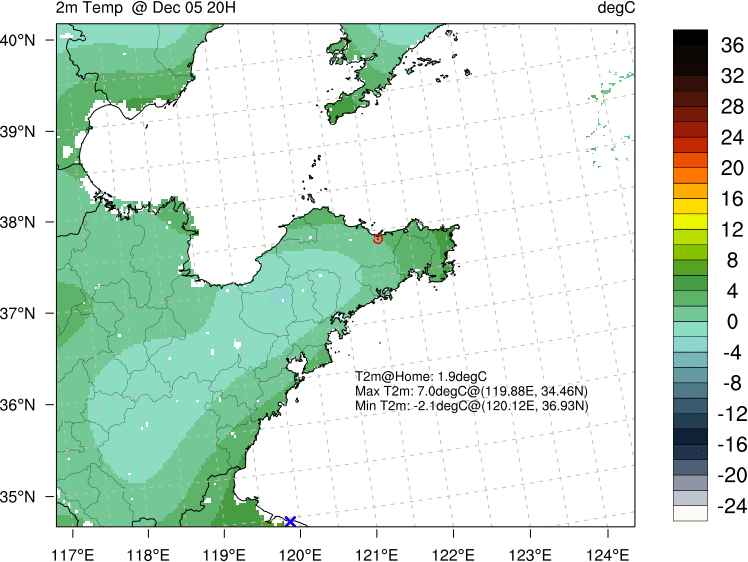 2m Temp @ Dec 05 20H degC
40°N
39°N
38°N
37°N
36°N
35°N
117°E 118°E 119°E 120°E 121°E 122°E 123°E 124°E
T2m@Home: 1.9degC
Max T2m: 7.0degC@(119.88E, 34.46N)
Min T2m: -2.1degC@(120.12E, 36.93N)
36
32
28
24
20
16
12
8
4
0
-4
-8
-12
-16
-20
-24